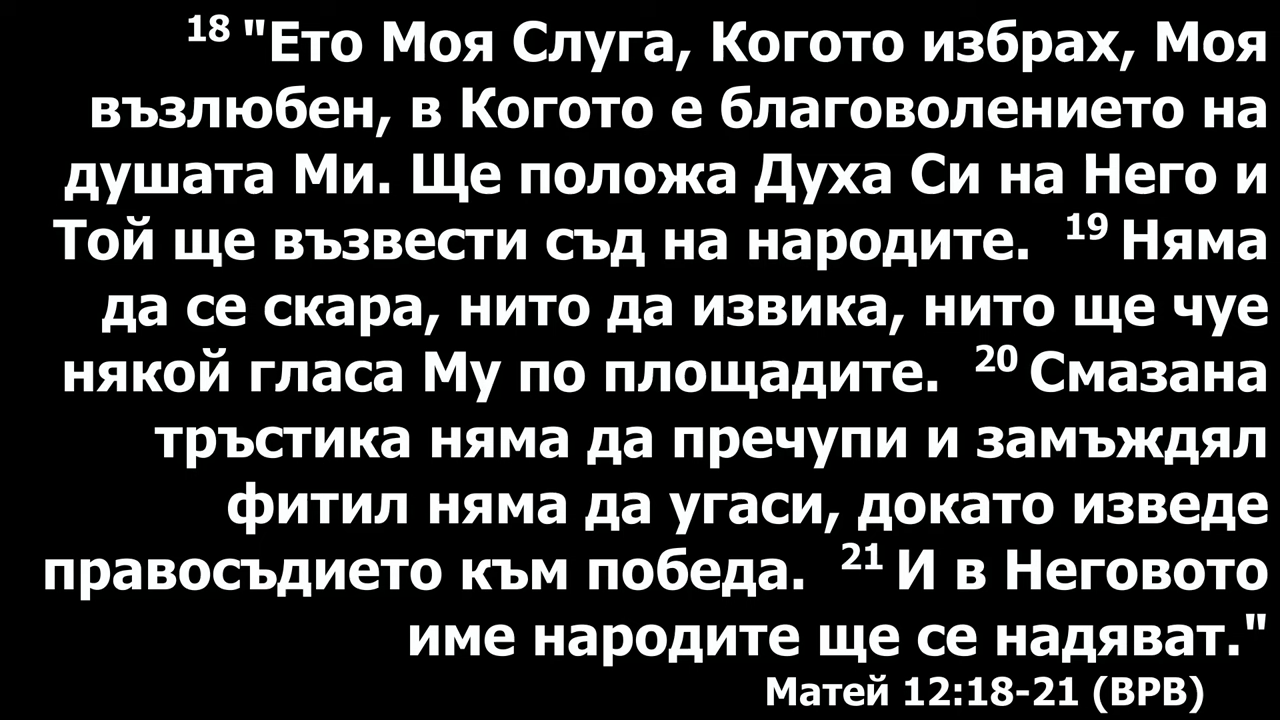 18 "Ето Моя Слуга, Когото избрах, Моя
възлюбен, в Когото е благоволението на
душата Ми. Ще положа Духа Си на Него и
Той ще възвести съд на народите. 19 Няма
да се скара, нито да извика, нито ще чуе
някой гласа Му по площадите. 20 Смазана
тръстика няма да пречупи и замъждял
фитил няма да угаси, докато изведе
правосъдието към победа. 21 И в Неговото
име народите ще се надяват."
Матей 12:18-21 (ВРВ)